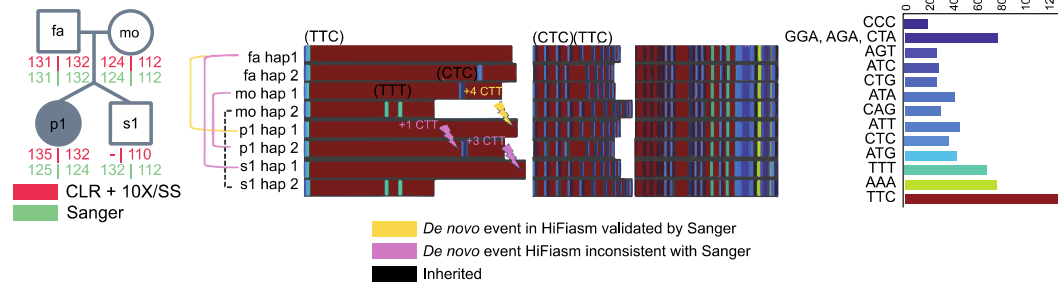 fa
mo
131 132
124 112
131 132
124 112
p1
s1
135 132
- 110
125 124
132 112
CLR + 10X/SS
Sanger
(TTC)
(CTC)(TTC)
fa hap1
fa hap 2
(CTC)
mo hap 1
+4 CTT
(TTT)
mo hap 2
p1 hap 1
+1 CTT
p1 hap 2
+3 CTT
s1 hap 1
s1 hap 2
De novo event in HiFiasm validated by Sanger
De novo event HiFiasm inconsistent with Sanger
Inherited
0
20
40
60
80
100
CCC
GGA, AGA, CTA
AGT
ATC
CTG
ATA
CAG
ATT
CTC
ATG
TTT
AAA
TTC